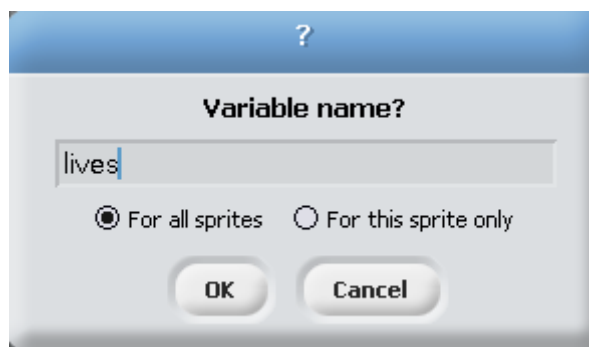 ?
Variable name?
lives
For all sprites For this sprite only
OK Cancel